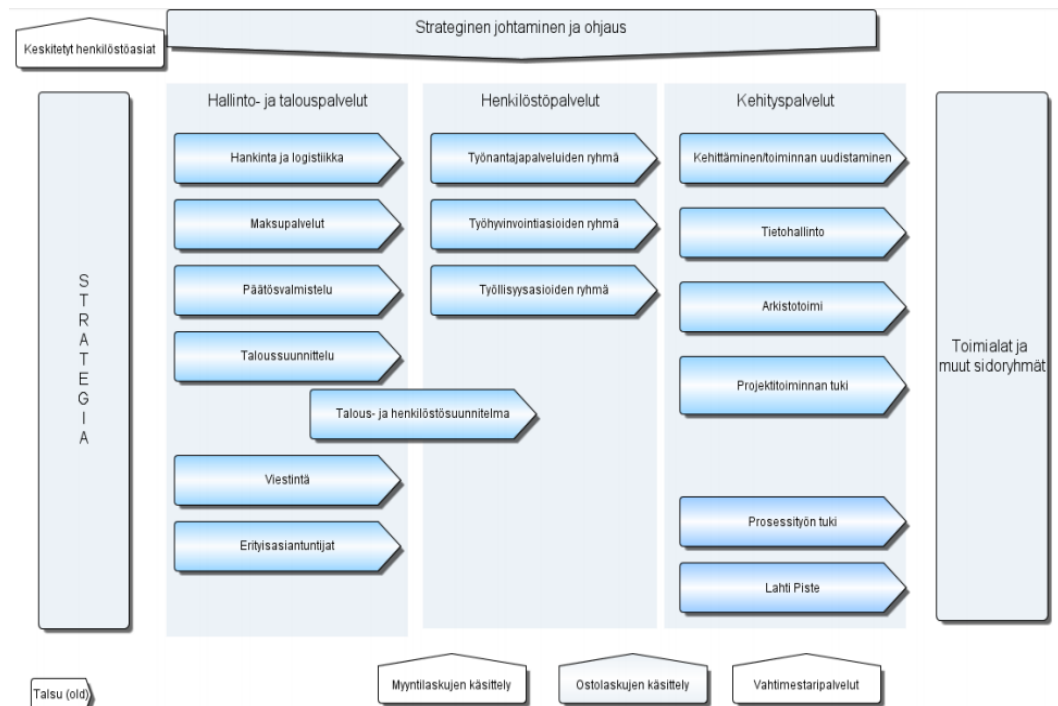 Strateginen johtaminen ja ohjaus
Keskitetyt henkilöstöasiat
STRATEGIA
Hallinto- ja talouspalvelut
Hankinta ja logistiikka
Maksupalvelut
Päätösvalmistelu
Taloussuunnittelu
Talous- ja henkilöstösuunnitelma
Viestintä
Erityisasiantuntijat
Henkilöstöpalvelut
Työnantajapalveluiden ryhmä
Työhyvinvointiasioiden ryhmä
Työllisyysasioiden ryhmä
Kehityspalvelut
Kehittäminen/toiminnan uudistaminen
Tietohallinto
Arkistotoimi
Projektitoiminnan tuki
Prosessityön tuki
Lahti Piste
Toimialat ja
muut sidoryhmät
Talsu (old)
Myyntilaskujen käsittely
Ostolaskujen käsittely
Vahtimestaripalvelut